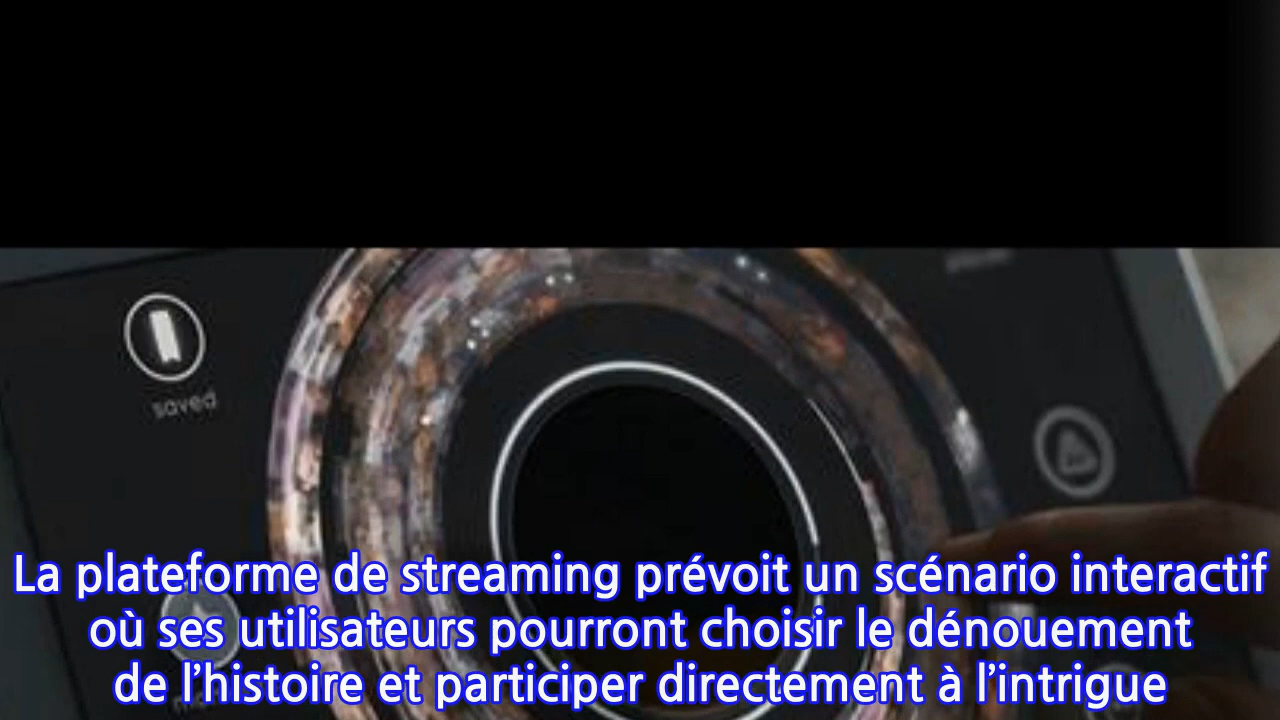 saved
La plateforme de streaming prévoit un scénario interactif
où ses utilisateurs pourront choisir le dénouement
de l’histoire et participer directement à l’intrigue